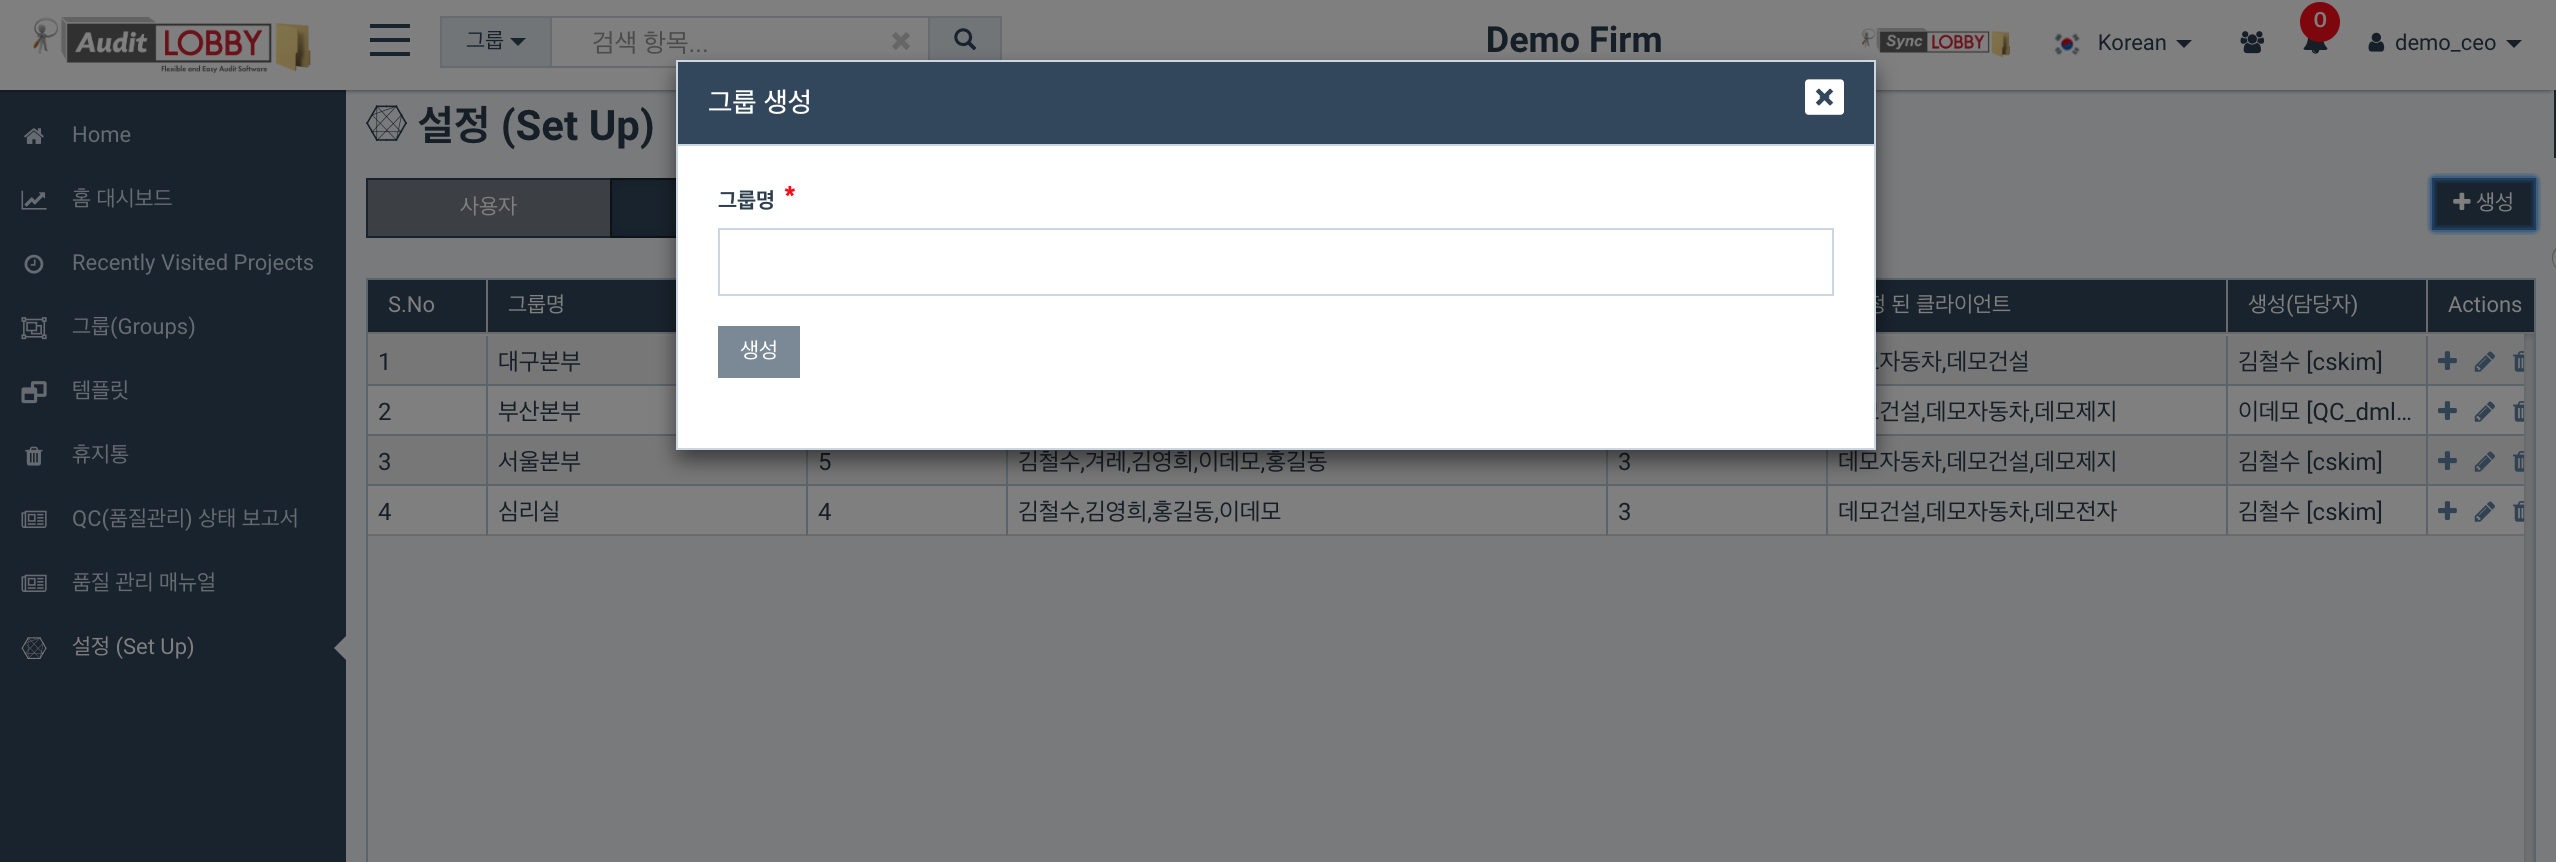 Audit LOBBY
Flexible and Easy Audit Software
그룹
검색 항목...
Demo Firm
Sync LOBBY
Korean
0
demo_ceo
Home
홈 대시보드
Recently Visited Projects
그룹(Groups)
템플릿
휴지통
QC(품질관리) 상태 보고서
품질 관리 매뉴얼
설정 (Set Up)
설정 (Set Up)
사용자
생성
그룹 생성
그룹명 *
생성
S.No 그룹명 된 클라이언트 생성(담당자) Actions
1 대구본부 자동차,데모건설 김철수 [cskim]
2 부산본부 건설,데모자동차,데모제지 이데모 [QC_dml...
3 서울본부 5 김철수,겨레,김영희,이데모,홍길동 3 데모자동차,데모건설,데모제지 김철수 [cskim]
4 심리실 4 김철수,김영희,홍길동,이데모 3 데모건설,데모자동차,데모전자 김철수 [cskim]